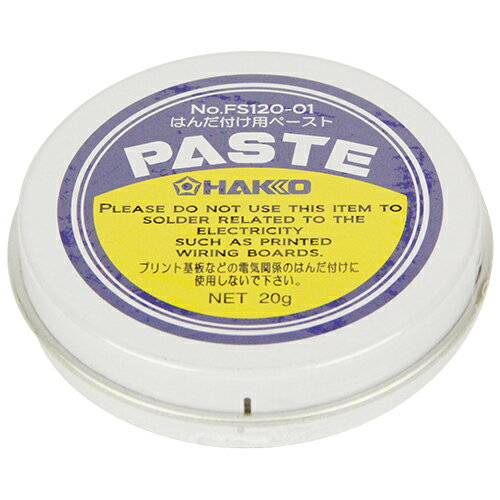 No.FS120-01
はんだ付け用ペースト
PASTE
HAKKO
PLEASE DO NOT USE THIS ITEM TO
SOLDER RELATED TO THE
ELECTRICITY
SUCH AS PRINTED
WIRING BOARDS.
プリント基板などの電気関係のはんだ付けに
使用しないで下さい。
NET 20g